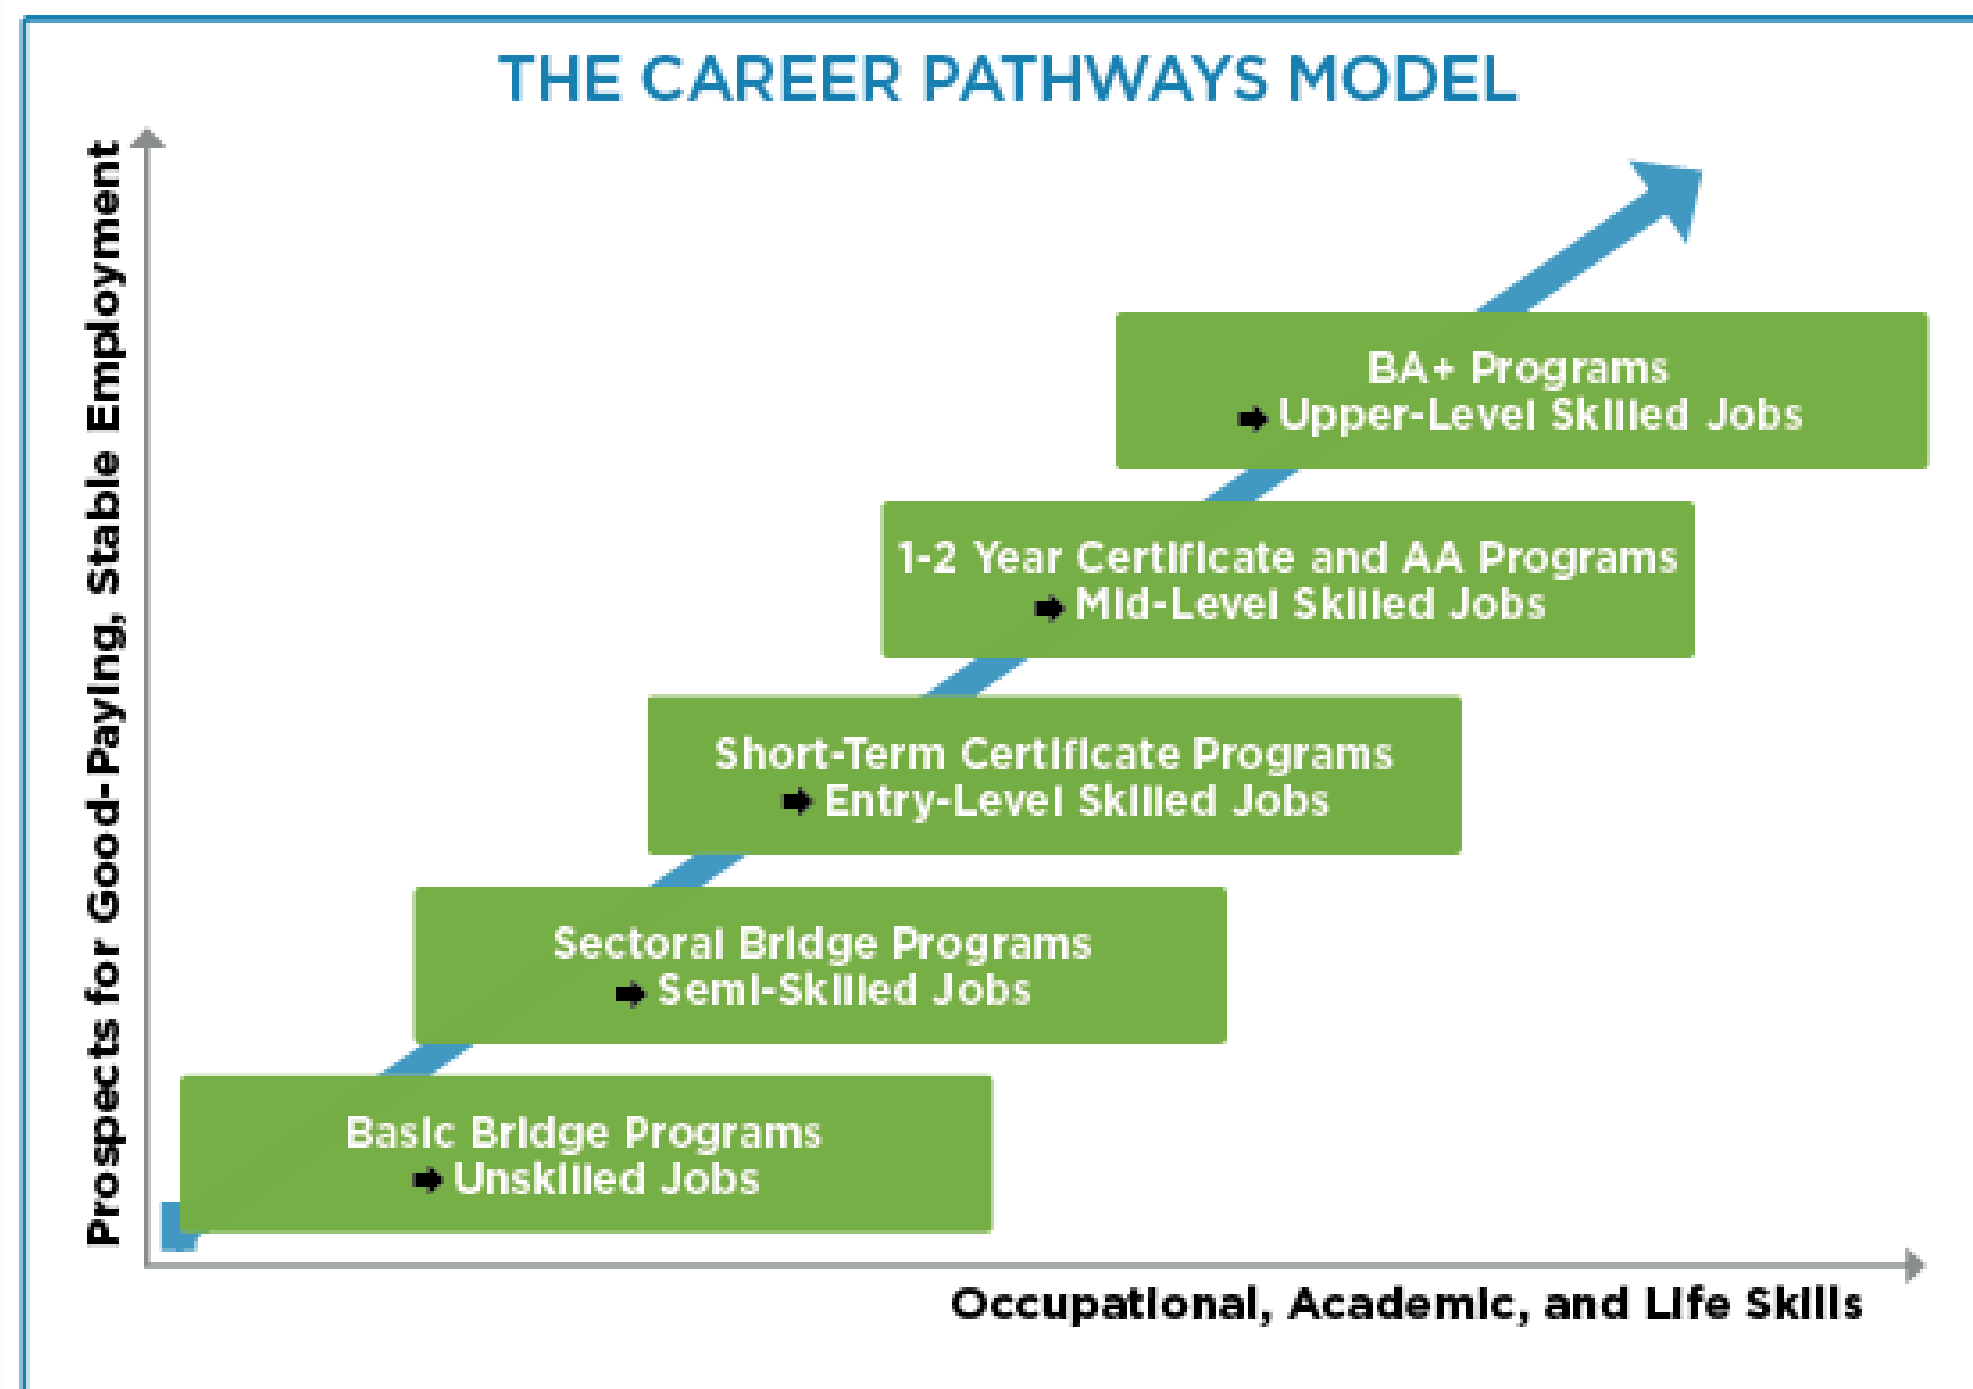 THE CAREER PATHWAYS MODEL
Prospects for Good-Paying, Stable Employment
BA+ Programs
Upper-Level Skilled Jobs
1-2 Year Certificate and AA Programs
Mid-Level Skilled Jobs
Short-Term Certificate Programs
Entry-Level Skilled Jobs
Sectoral Bridge Programs
Semi-Skilled Jobs
Basic Bridge Programs
Unskilled Jobs
Occupational, Academic, and Life Skills